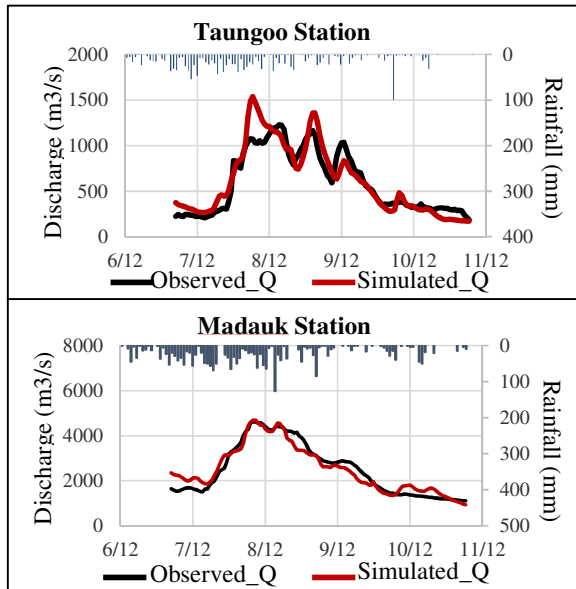 Taungoo Station
2000
1500
1000
500
0
0
100
200
300
400
Discharge (m3/s)
Rainfall (mm)
6/12 7/12 8/12 9/12 10/12 11/12
Observed_Q Simulated_Q
Madauk Station
8000
6000
4000
2000
0
0
100
200
300
400
500
Discharge (m3/s)
Rainfall (mm)
6/12 7/12 8/12 9/12 10/12 11/12
Observed_Q Simulated_Q